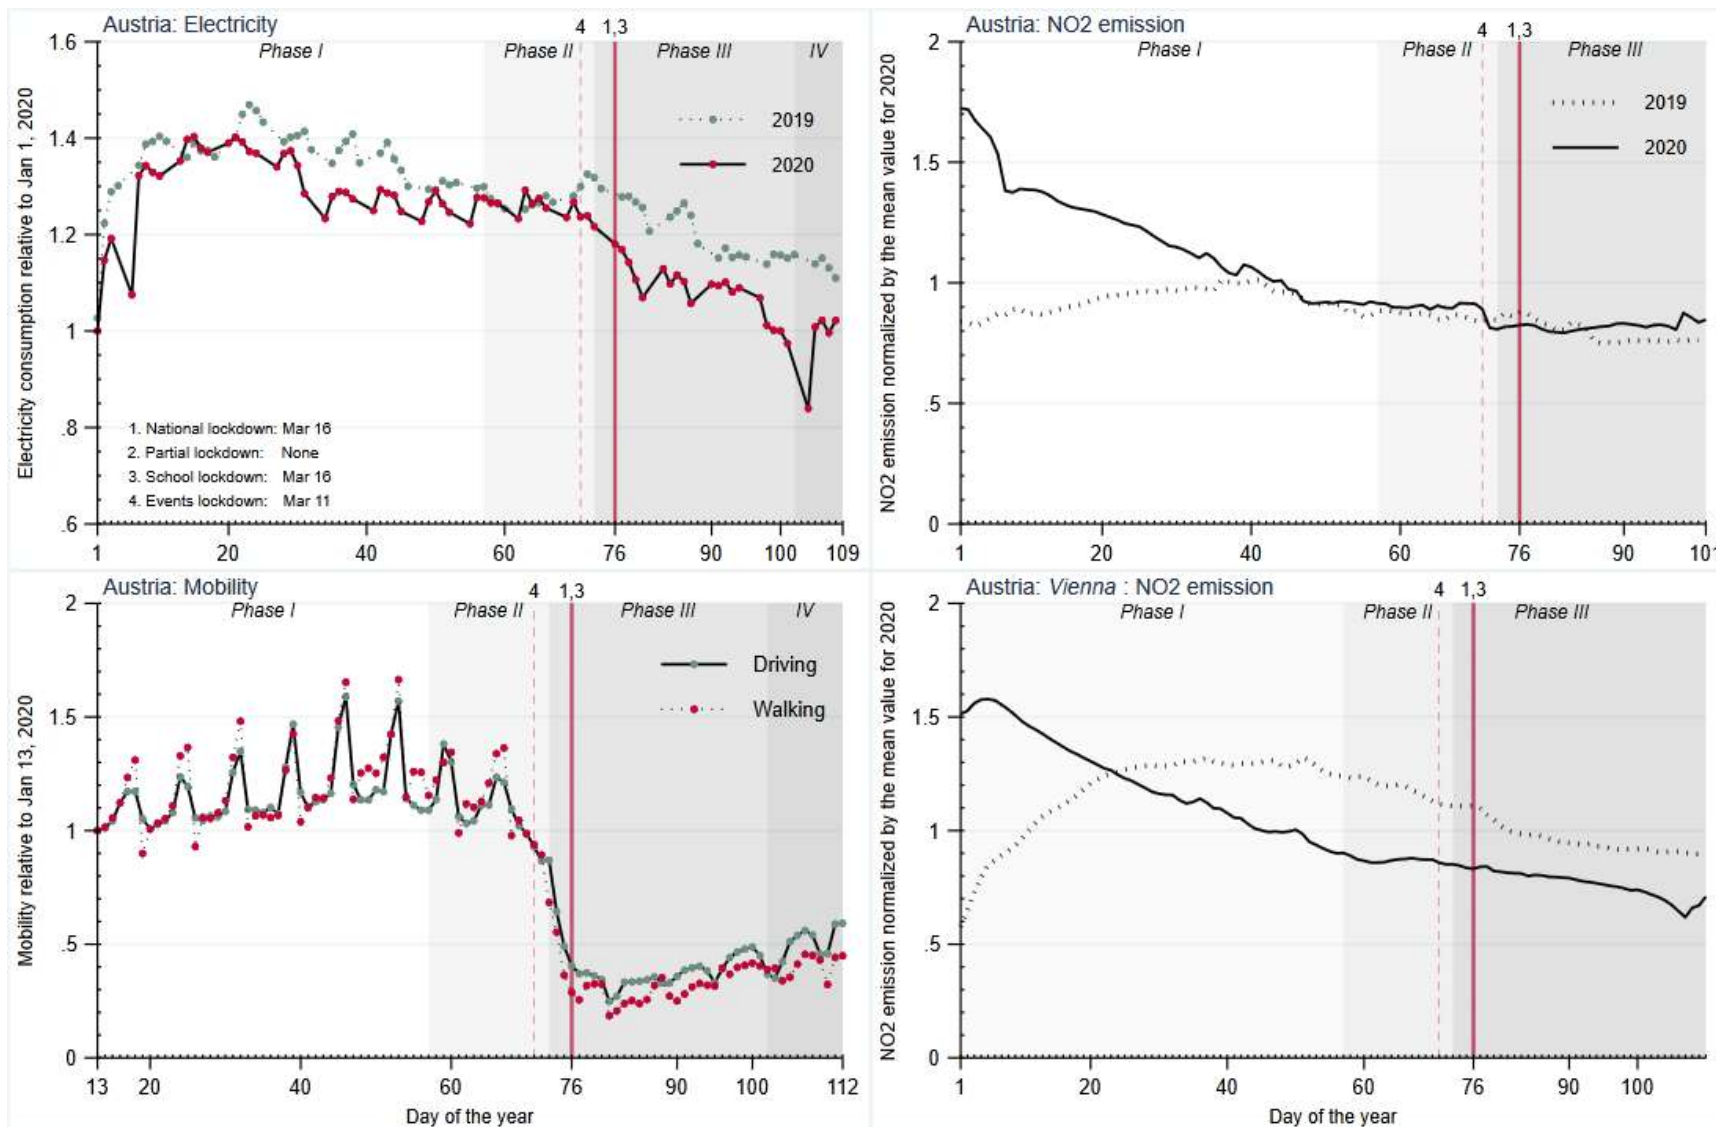 Austria: Electricity
4 1,3
Phase I Phase II Phase III IV
Electricity consumption relative to Jan 1, 2020
1.6
1.4
1.2
1
.8
.6
2019
2020
1. National lockdown: Mar 16
2. Partial lockdown: None
3. School lockdown: Mar 16
4. Events lockdown: Mar 11
1 20 40 60 76 90 100 109
Austria: NO2 emission
4 1,3
Phase I Phase II Phase III
NO2 emission normalized by the mean value for 2020
2
1.5
1
.5
0
2019
2020
1 20 40 60 76 90 101
Austria: Mobility
4 1,3
Phase I Phase II Phase III IV
Mobility relative to Jan 13, 2020
2
1.5
1
.5
0
Driving
Walking
13 20 40 60 76 90 100 112
Day of the year
Austria: Vienna : NO2 emission
4 1,3
Phase I Phase II Phase III
NO2 emission normalized by the mean value for 2020
2
1.5
1
.5
0
1 20 40 60 76 90 100
Day of the year